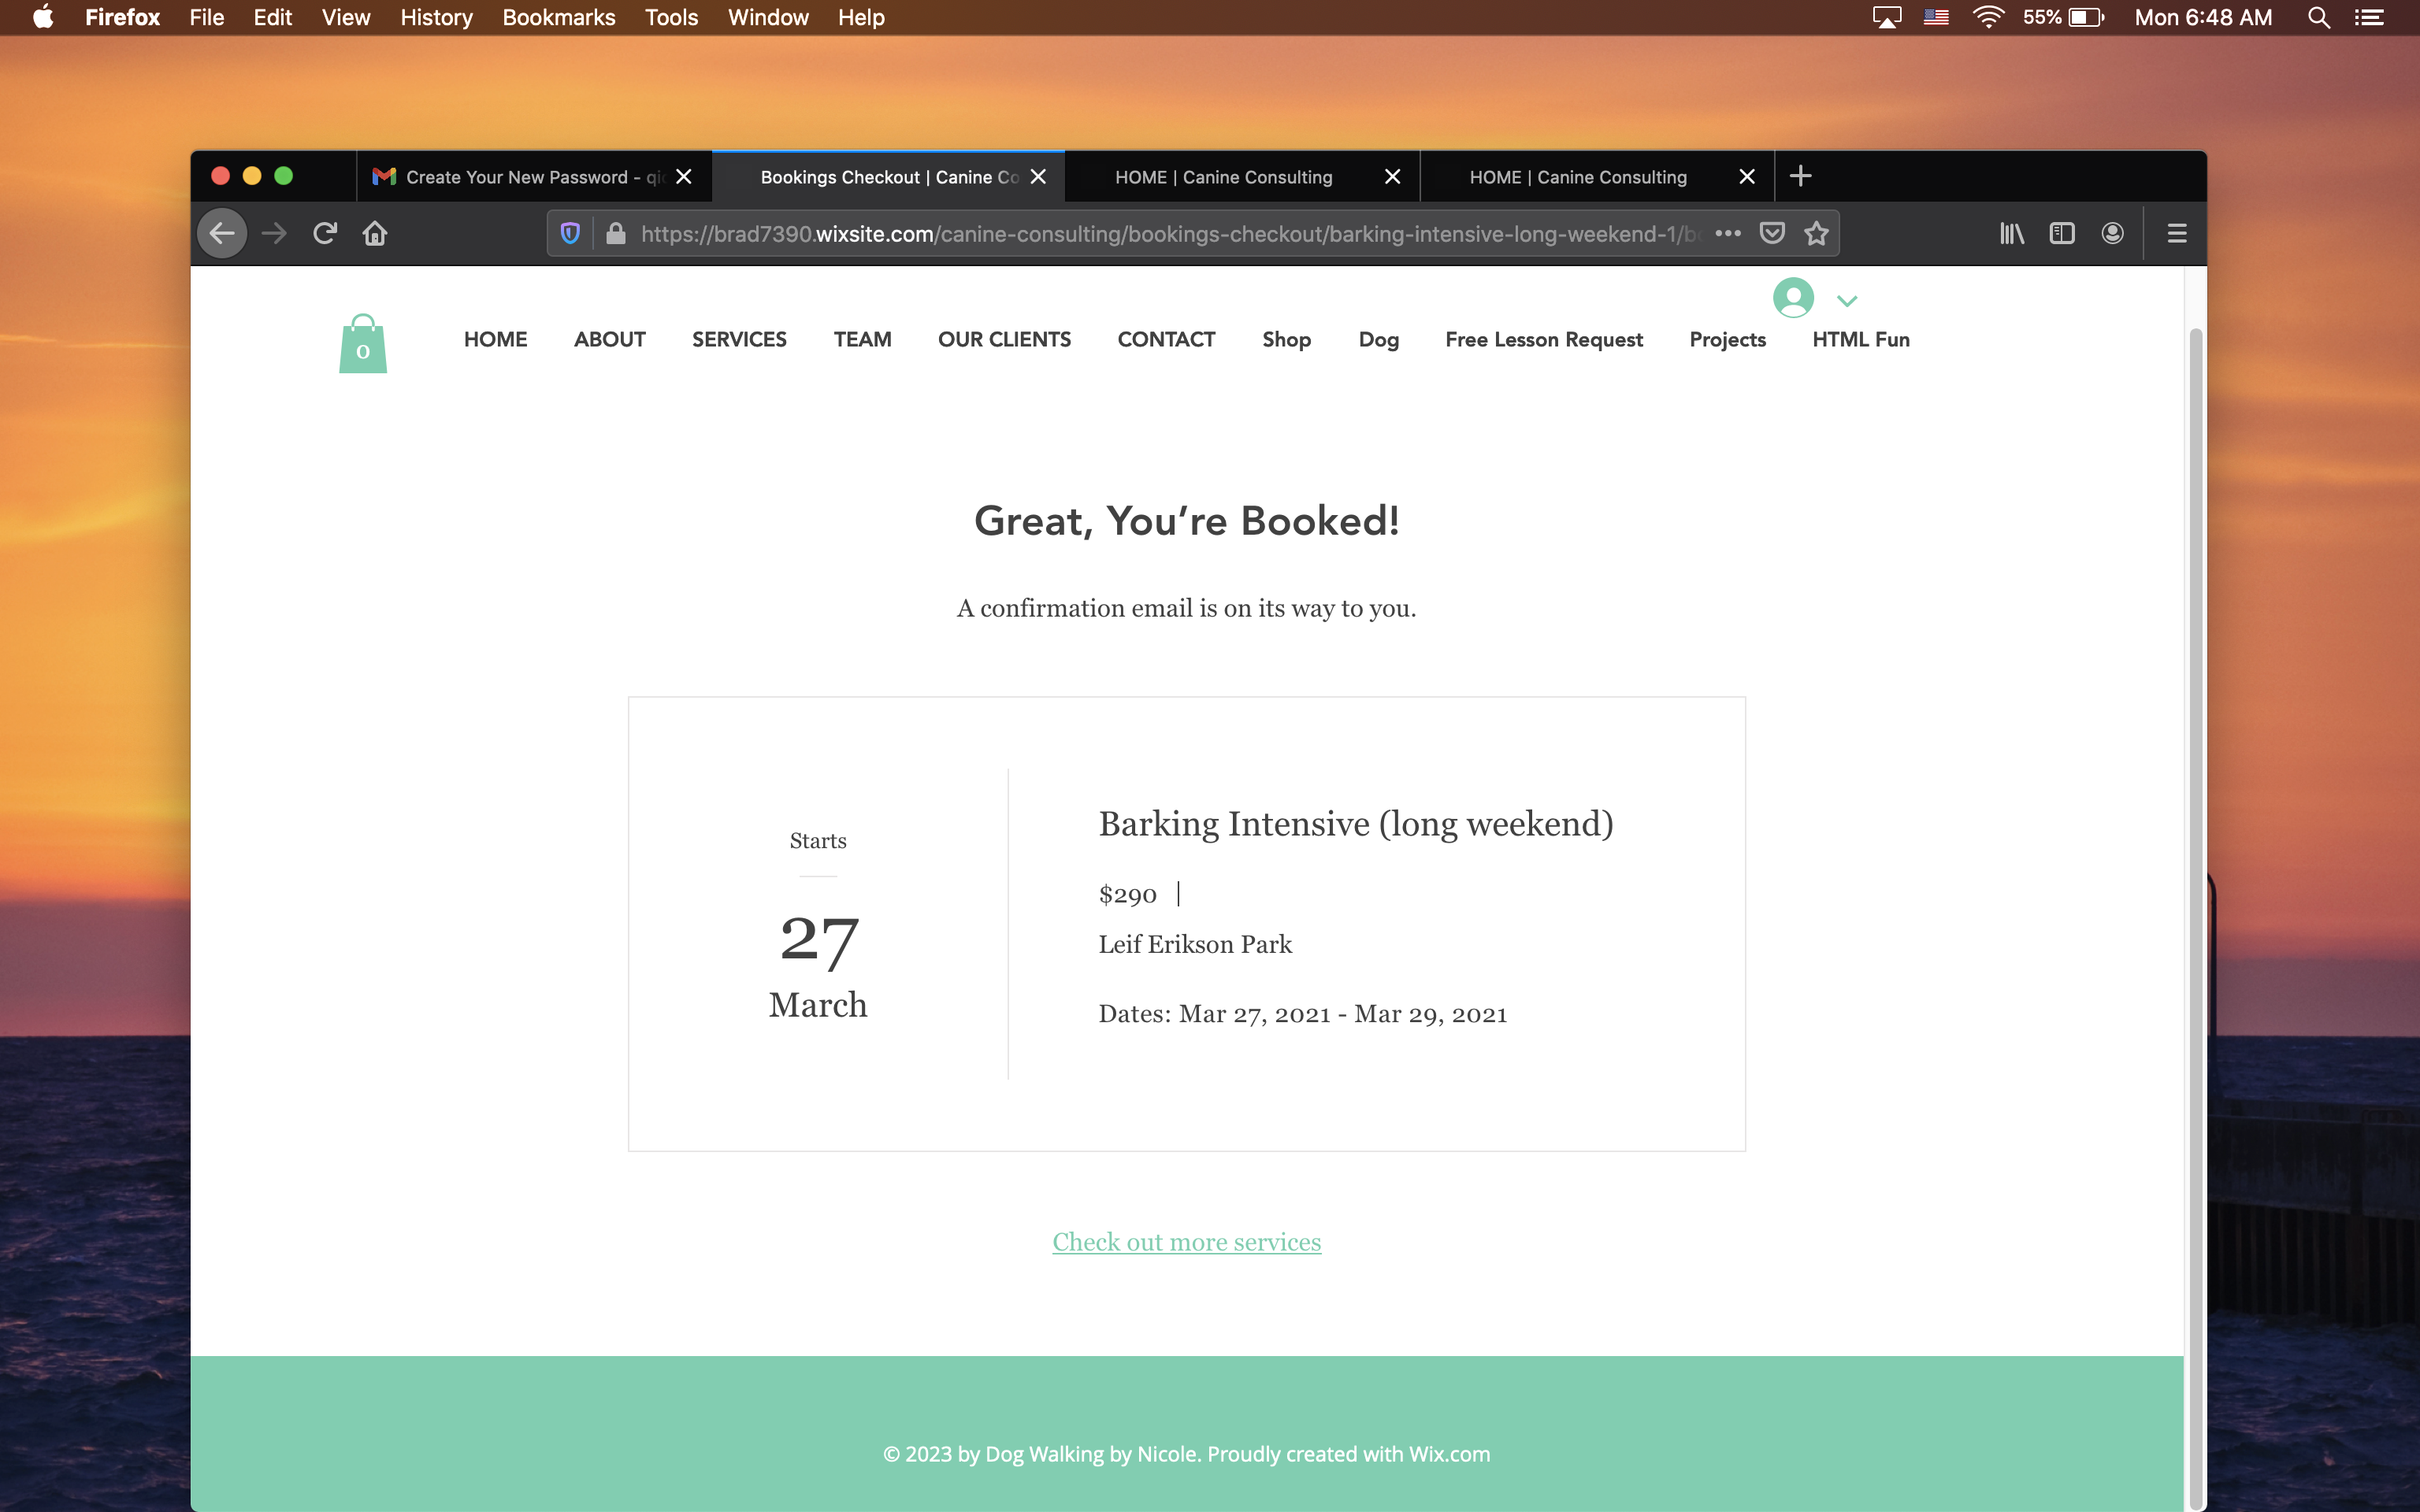 Firefox File Edit View History Bookmarks Tools Window Help 55% Mon 6:48 AM
Create Your New Password - Bookings Checkout | Canine Co HOME | Canine Consulting HOME | Canine Consulting
https://brad7390.wixsite.com/canine-consulting/bookings-checkout/barking-intensive-long-weekend-1/
0 HOME ABOUT SERVICES TEAM OUR CLIENTS CONTACT Shop Dog Free Lesson Request Projects HTML Fun
Great, You’re Booked!
A confirmation email is on its way to you.
Starts
27
March
Barking Intensive (long weekend)
$290 |
Leif Erikson Park
Dates: Mar 27, 2021 - Mar 29, 2021
Check out more services
© 2023 by Dog Walking by Nicole. Proudly created with Wix.com